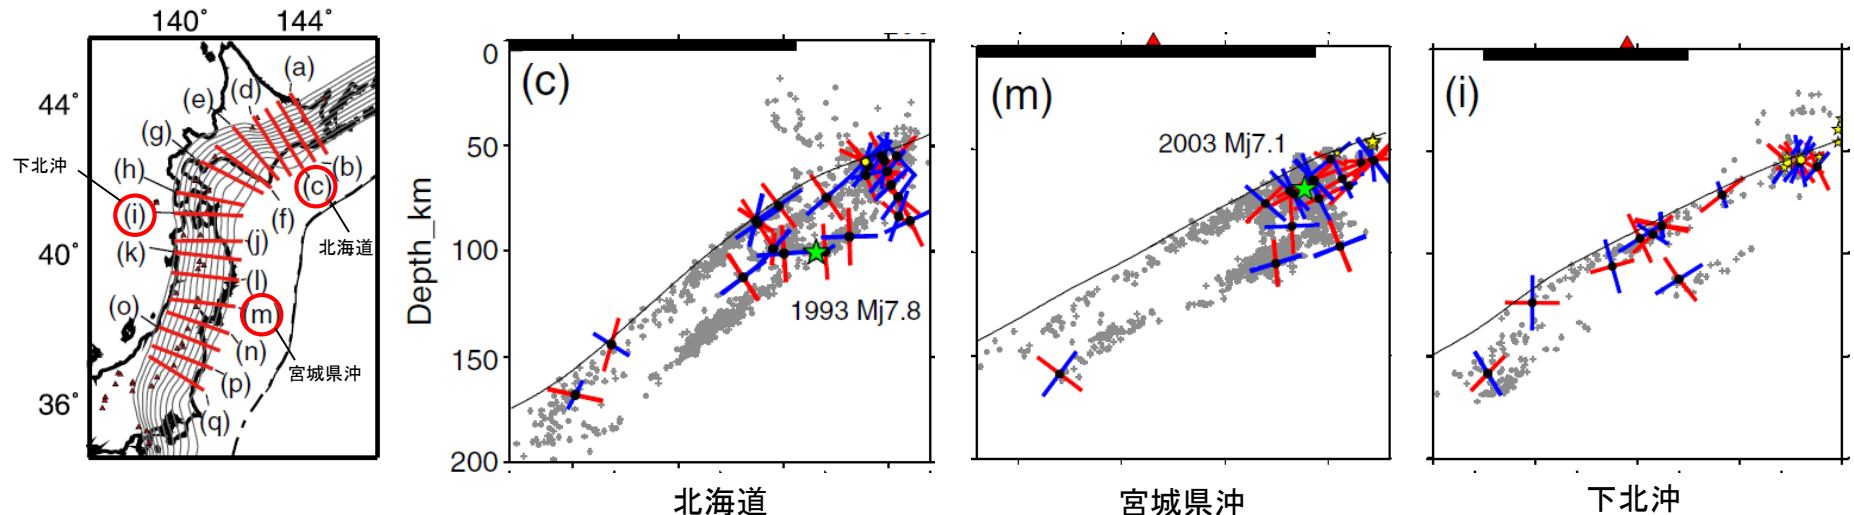 140° 144°
44°
40°
36°
(a)
(d)
(e)
(g)
(b)
(h)
(c)
(i)
(f)
(j)
(k)
(l)
(m)
(o)
(n)
(p)
(q)
下北沖
北海道
宮城県沖
Depth_km
0
50
100
150
200
(c)
1993 Mj7.8
北海道
(m)
2003 Mj7.1
宮城県沖
(i)
下北沖